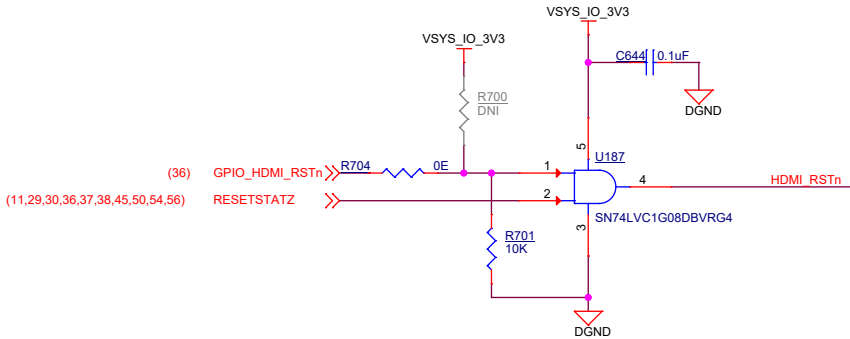 VSYS_IO_3V3
VSYS_IO_3V3
C644 0.1uF
R700
DNI
DGND
5
U187
(36) GPIO_HDMI_RSTn R704 0E 1
4 HDMI_RSTn
(11,29,30,36,37,38,45,50,54,56) RESETSTATZ 2
SN74LVC1G08DBVRG4
3
R701
10K
DGND